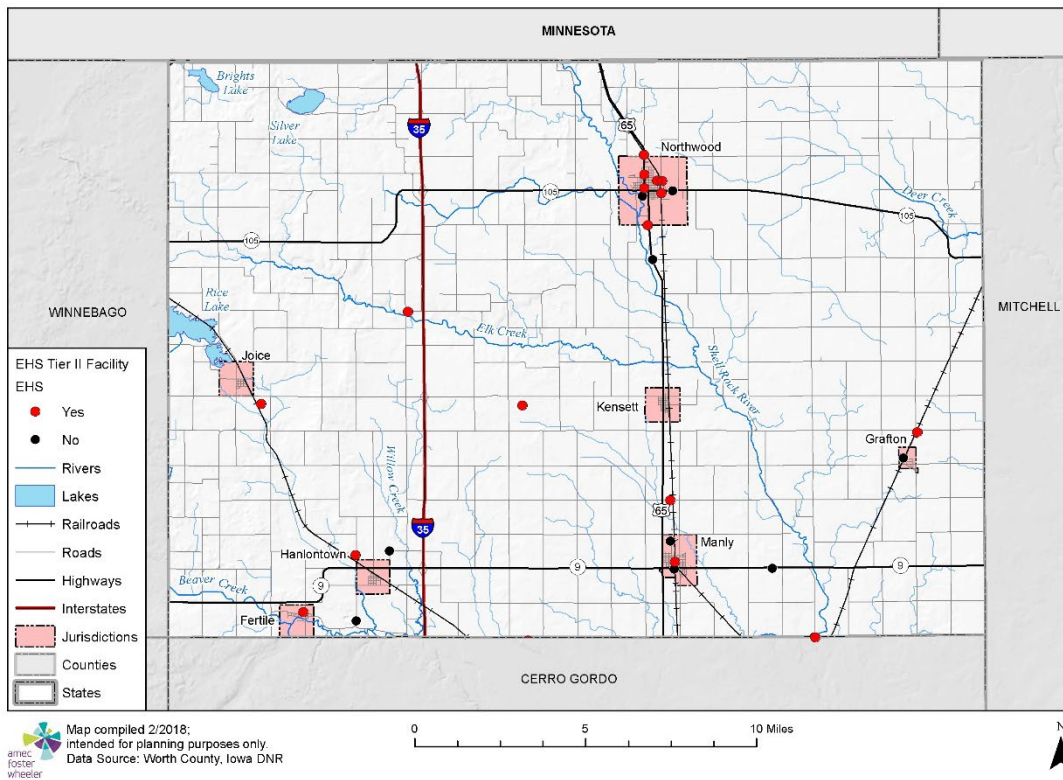 MINNESOTA
Brights
Lake
Silver
Lake
35
65
Northwood
105
105
105
Deer Creek
WINNEBAGO
Rice
Lake
MITCHELL
Elk Creek
Shell Rock River
Joice
Kensett
Grafton
Willow Creek
65
35
Manly
Hanlontown
9
9
9
Beaver Creek
Fertile
CERRO GORDO
EHS Tier II Facility
EHS
Yes
No
Rivers
Lakes
Railroads
Roads
Highways
Interstates
Jurisdictions
Counties
States
amec
foster
wheeler
Map compiled 2/2018;
intended for planning purposes only.
Data Source: Worth County, Iowa DNR
0 5 10 Miles
N